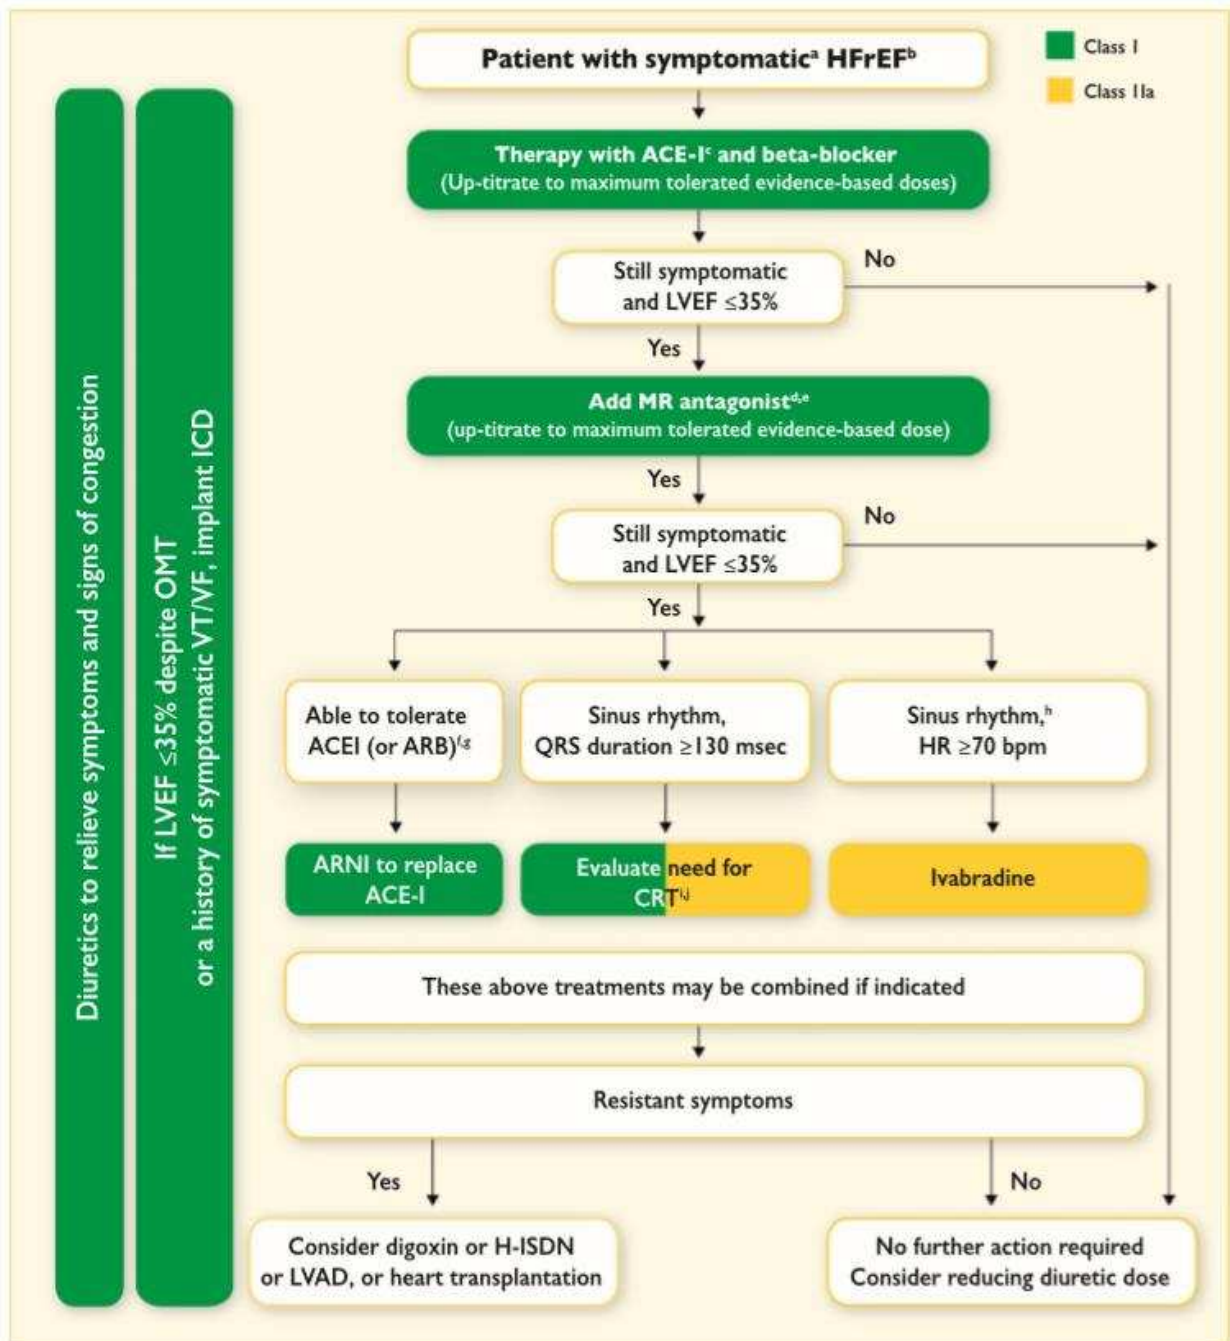 Patient with symptomaticᵃ HFrEFᵇ
Class I
Class IIa
Therapy with ACE-Iᶜ and beta-blocker
(Up-titrate to maximum tolerated evidence-based doses)
Still symptomatic
and LVEF ≤35%
No
Yes
Add MR antagonistᵈ,ᵉ
(up-titrate to maximum tolerated evidence-based dose)
Yes
Still symptomatic
and LVEF ≤35%
No
Yes
Able to tolerate
ACEI (or ARB)ᶠ,ᵍ
Sinus rhythm,
QRS duration ≥130 msec
Sinus rhythm,ʰ
HR ≥70 bpm
ARNI to replace
ACE-I
Evaluate need for
CRTⁱ,ʲ
Ivabradine
These above treatments may be combined if indicated
Resistant symptoms
Yes
No
Consider digoxin or H-ISDN
or LVAD, or heart transplantation
No further action required
Consider reducing diuretic dose
Diuretics to relieve symptoms and signs of congestion
If LVEF ≤35% despite OMT
or a history of symptomatic VT/VF, implant ICD